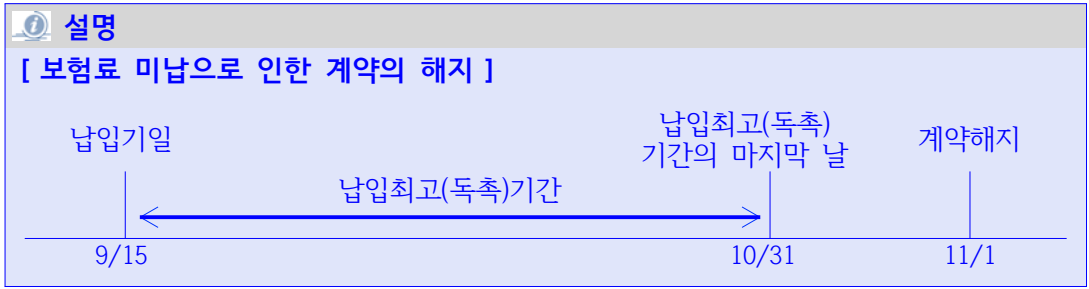 설명
[ 보험료 미납으로 인한 계약의 해지 ]
납입기일
납입최고(독촉)
기간의 마지막 날
계약해지
납입최고(독촉)기간
9/15
10/31
11/1